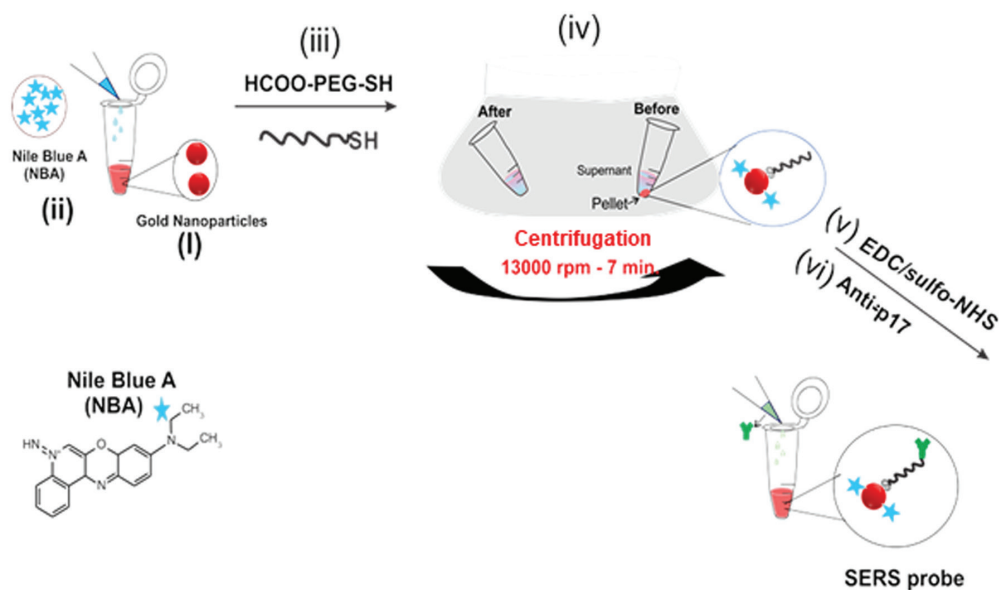 (iii)
HCOO-PEG-SH
SH
(iv)
After
Before
Supernant
Pellet
S
Centrifugation
13000 rpm - 7 min.
Nile Blue A
(NBA)
(ii)
Gold Nanoparticles
(I)
(v) EDC/sulfo-NHS
(vi) Anti-p17
Nile Blue A
(NBA)
CH3
HN
N+
O
N
CH3
N
S
SERS probe